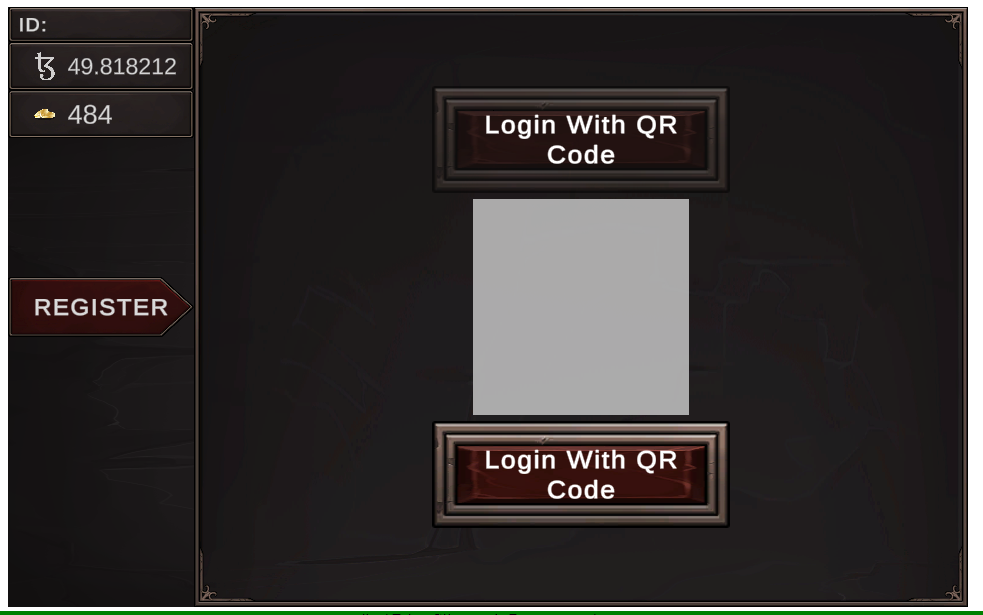 ID:
49.818212
484
REGISTER
Login With QR
Code
Login With QR
Code